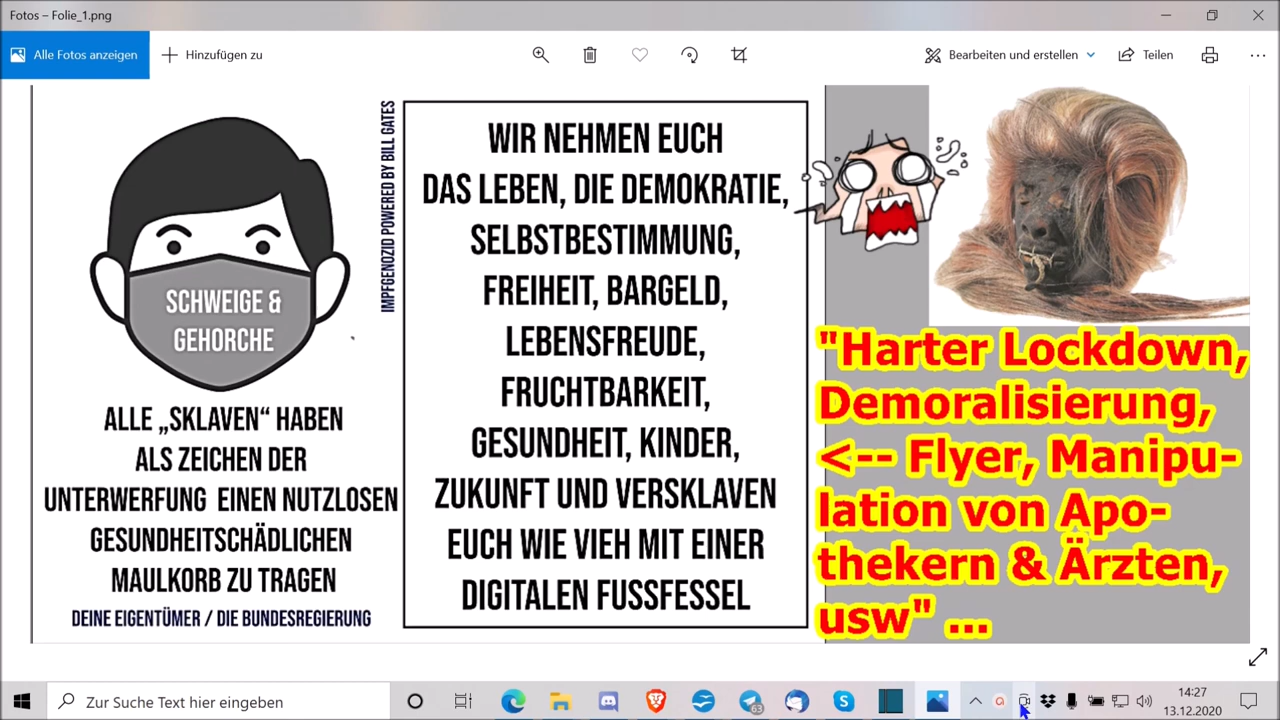 Fotos – Folie_1.png
Alle Fotos anzeigen
Hinzufügen zu
Bearbeiten und erstellen
Teilen
SCHWEIGE &
GEHORCHE
ALLE „SKLAVEN“ HABEN
ALS ZEICHEN DER
UNTERWERFUNG EINEN NUTZLOSEN
GESUNDHEITSCHÄDLICHEN
MAULKORB ZU TRAGEN
DEINE EIGENTÜMER / DIE BUNDESREGIERUNG
IMPFGENOZID POWERED BY BILL GATES
WIR NEHMEN EUCH
DAS LEBEN, DIE DEMOKRATIE,
SELBSTBESTIMMUNG,
FREIHEIT, BARGELD,
LEBENSFREUDE,
FRUCHTBARKEIT,
GESUNDHEIT, KINDER,
ZUKUNFT UND VERSKLAVEN
EUCH WIE VIEH MIT EINER
DIGITALEN FUSSFESSEL
"Harter Lockdown,
Demoralisierung,
<-- Flyer, Manipu-
lation von Apo-
thekern & Ärzten,
usw" ...
Zur Suche Text hier eingeben
63
14:27
13.12.2020